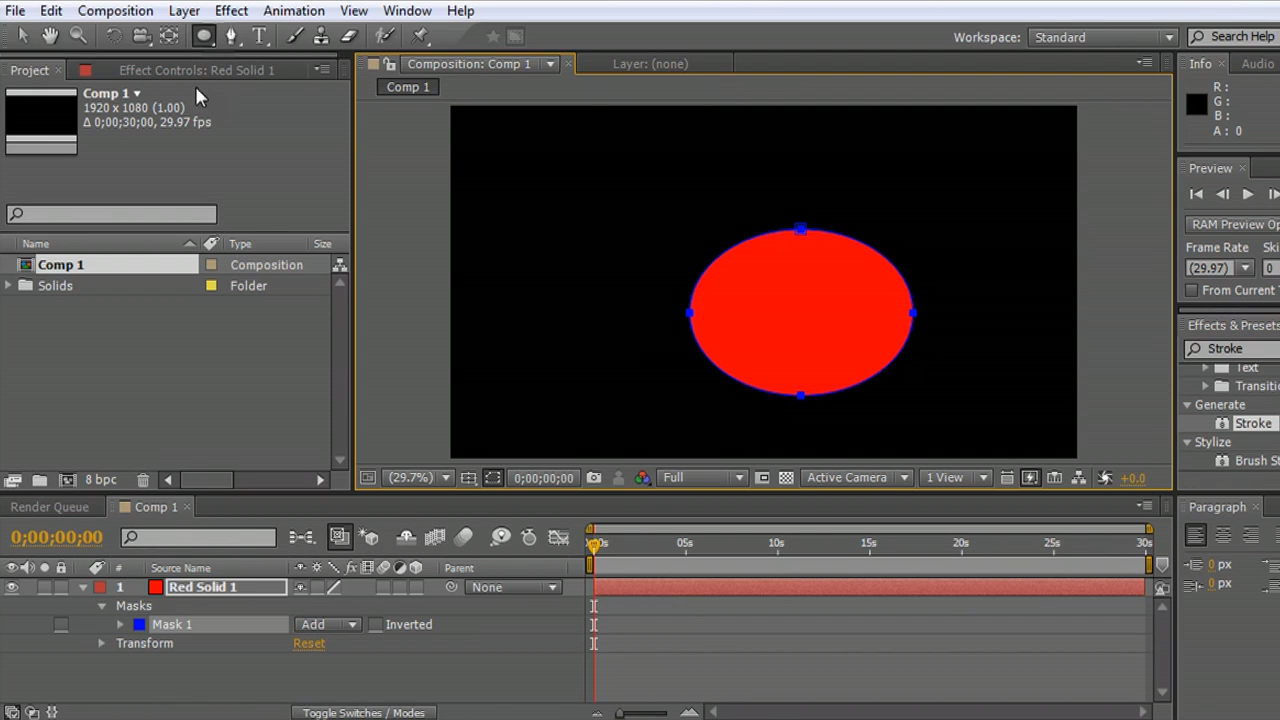 File Edit Composition Layer Effect Animation View Window Help
T Workspace: Standard Search Help
Project Effect Controls: Red Solid 1 Composition: Comp 1 Layer: (none) Info Audio
Comp 1
1920 x 1080 (1.00)
Δ 0;00;30;00, 29.97 fps
Comp 1
R :
G :
B :
A : 0
Preview
RAM Preview Op
Frame Rate Ski
(29.97) 0
From Current T
Effects & Presets
Stroke
Text
Transitio
Generate
Stroke
Stylize
Brush St
Name Type Size
Comp 1 Composition
Solids Folder
8 bpc
(29.7%) 0;00;00;00 Full Active Camera 1 View +0.0
Render Queue Comp 1 Paragraph
0;00;00;00
05s 10s 15s 20s 25s 30s
# Source Name Parent
1 Red Solid 1 None
Masks
Mask 1 Add Inverted
Transform Reset
0 px
0 px
Toggle Switches / Modes